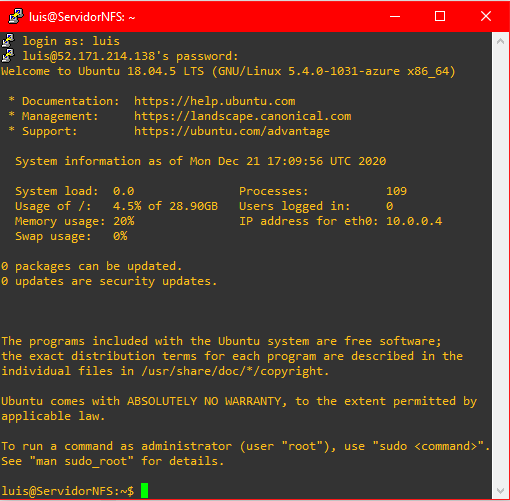 luis@ServidorNFS: ~
login as: luis
luis@52.171.214.138's password:
Welcome to Ubuntu 18.04.5 LTS (GNU/Linux 5.4.0-1031-azure x86_64)
* Documentation:  https://help.ubuntu.com
* Management:     https://landscape.canonical.com
* Support:        https://ubuntu.com/advantage
System information as of Mon Dec 21 17:09:56 UTC 2020
System load:  0.0               Processes:           109
Usage of /:   4.5% of 28.90GB   Users logged in:     0
Memory usage: 20%               IP address for eth0: 10.0.0.4
Swap usage:   0%
0 packages can be updated.
0 updates are security updates.
The programs included with the Ubuntu system are free software;
the exact distribution terms for each program are described in the
individual files in /usr/share/doc/*/copyright.
Ubuntu comes with ABSOLUTELY NO WARRANTY, to the extent permitted by
applicable law.
To run a command as administrator (user "root"), use "sudo <command>".
See "man sudo_root" for details.
luis@ServidorNFS:~$